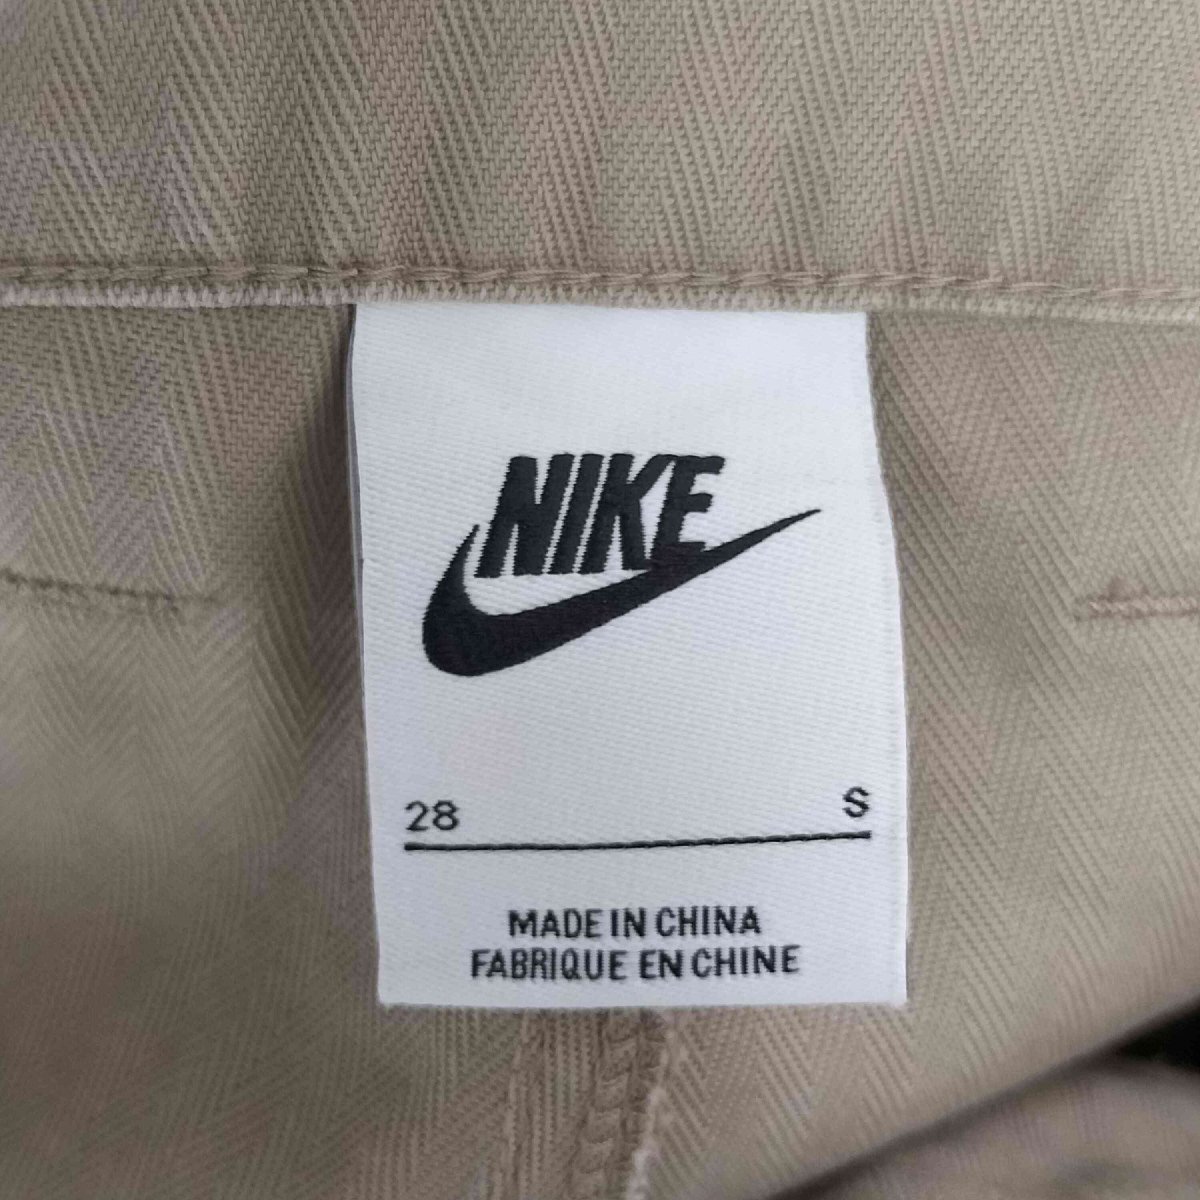 NIKE
28 S
MADE IN CHINA
FABRIQUE EN CHINE